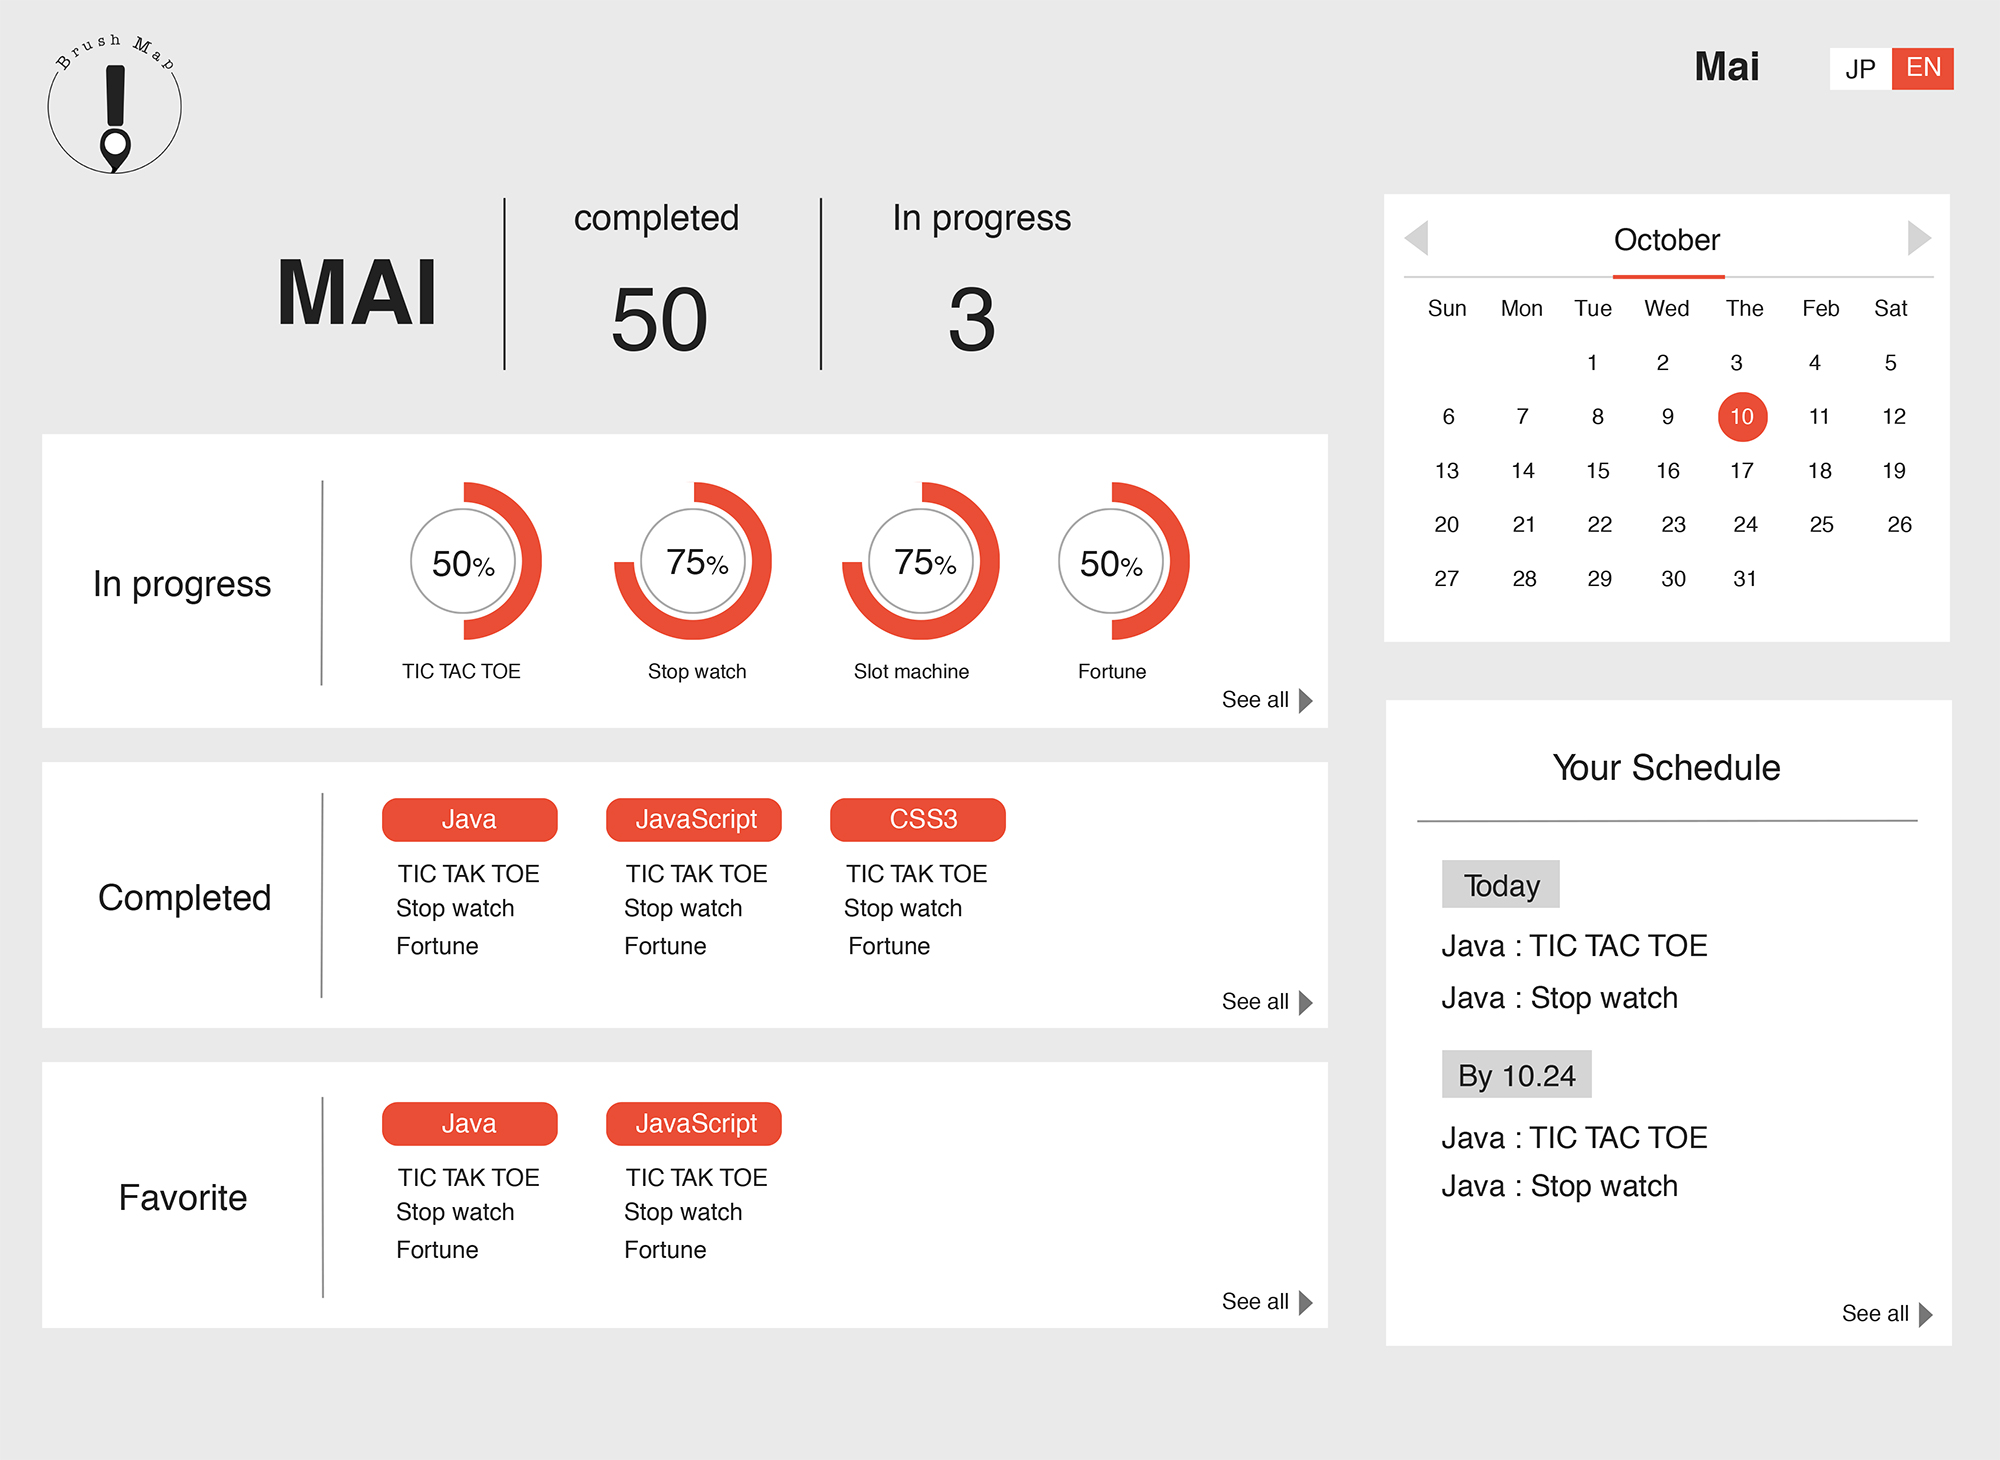 Brush Map
Mai
JP EN
MAI
completed
50
In progress
3
In progress
50%
TIC TAC TOE
75%
Stop watch
75%
Slot machine
50%
Fortune
See all
Completed
Java
TIC TAK TOE
Stop watch
Fortune
JavaScript
TIC TAK TOE
Stop watch
Fortune
CSS3
TIC TAK TOE
Stop watch
Fortune
See all
Favorite
Java
TIC TAK TOE
Stop watch
Fortune
JavaScript
TIC TAK TOE
Stop watch
Fortune
See all
October
Sun Mon Tue Wed The Feb Sat
1 2 3 4 5
6 7 8 9 10 11 12
13 14 15 16 17 18 19
20 21 22 23 24 25 26
27 28 29 30 31
Your Schedule
Today
Java : TIC TAC TOE
Java : Stop watch
By 10.24
Java : TIC TAC TOE
Java : Stop watch
See all